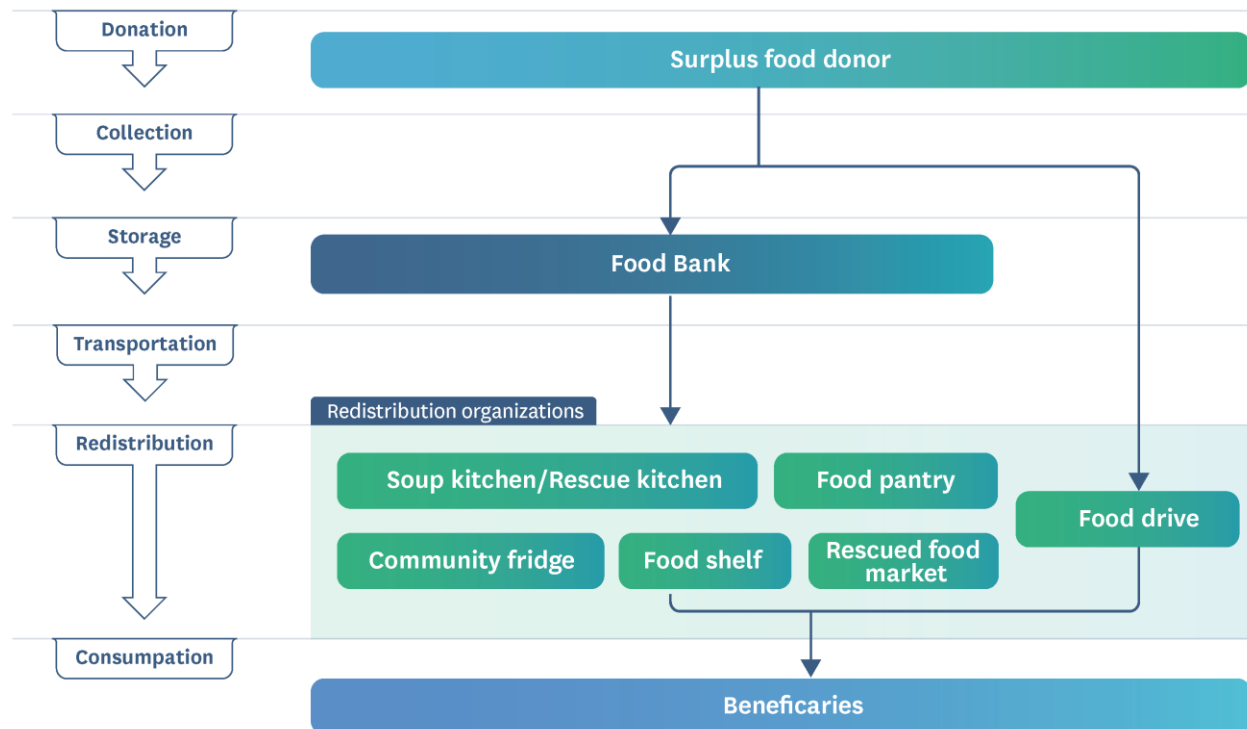 Donation
Surplus food donor
Collection
Storage
Food Bank
Transportation
Redistribution organizations
Redistribution
Soup kitchen/Rescue kitchen
Food pantry
Food drive
Community fridge
Food shelf
Rescued food
market
Consumpation
Beneficaries